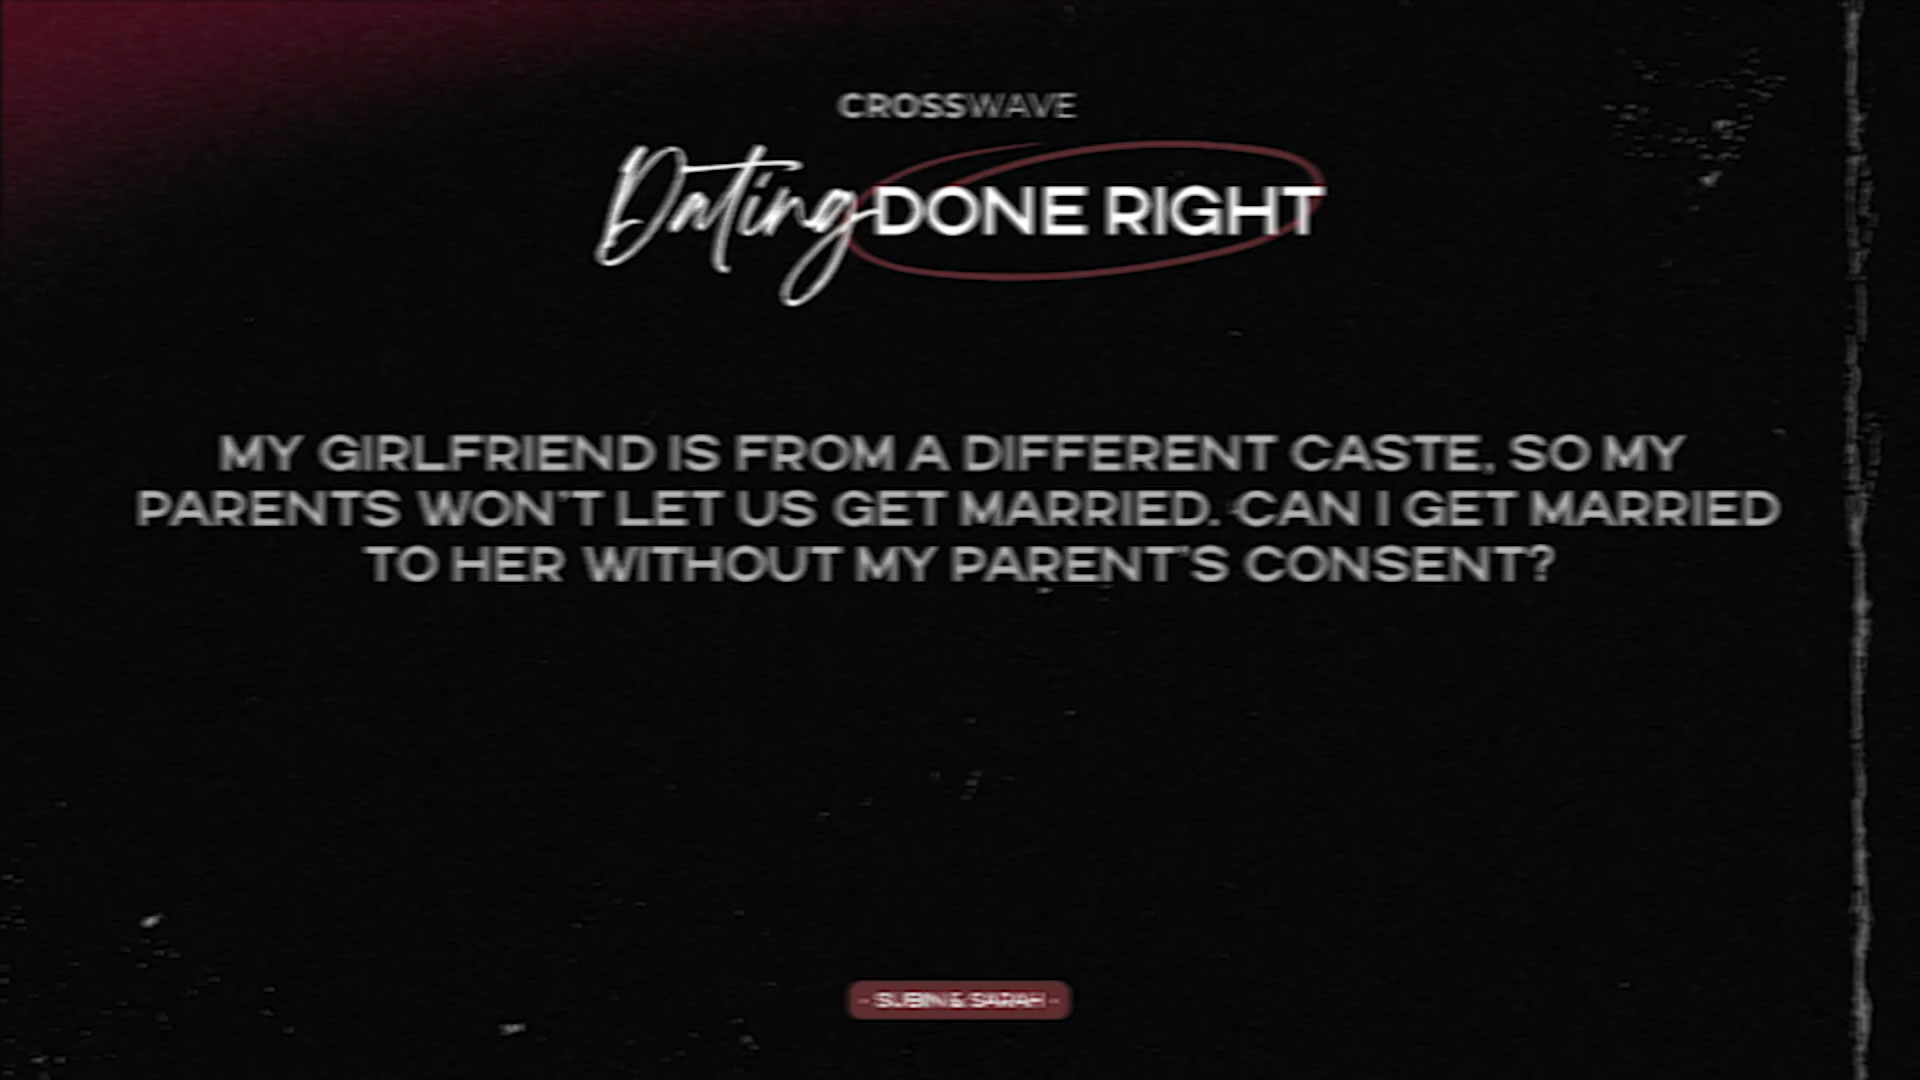 CROSSWAVE
Dating DONE RIGHT
MY GIRLFRIEND IS FROM A DIFFERENT CASTE, SO MY
PARENTS WON'T LET US GET MARRIED. CAN I GET MARRIED
TO HER WITHOUT MY PARENT'S CONSENT?
- SUBIN & SARAH -